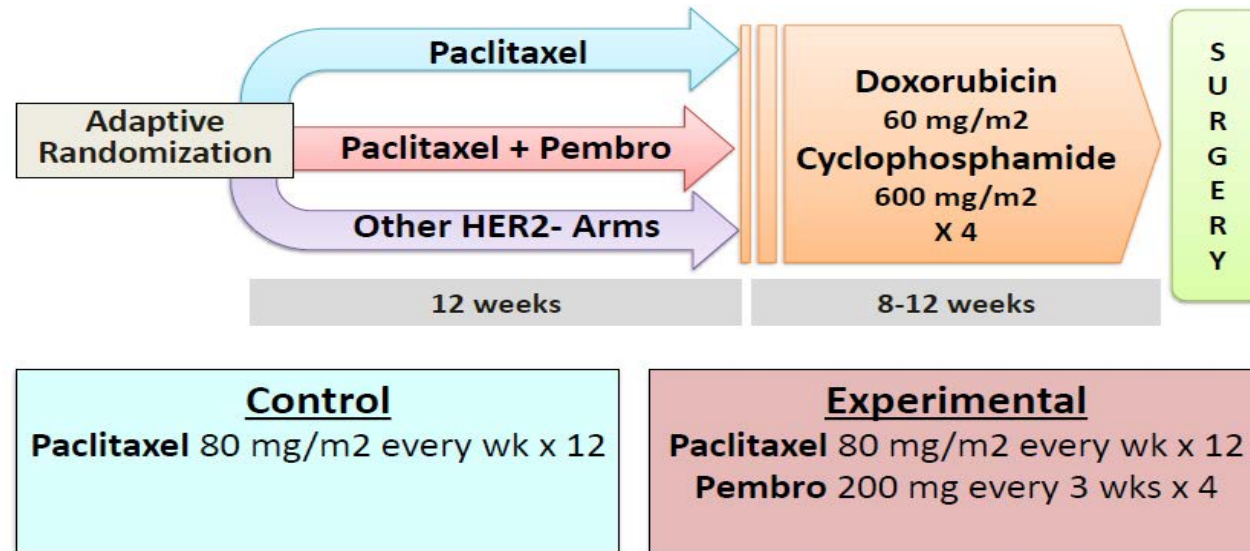 Paclitaxel
Adaptive
Randomization
Paclitaxel + Pembro
Other HER2- Arms
Doxorubicin
60 mg/m2
Cyclophosphamide
600 mg/m2
X 4
S
U
R
G
E
R
Y
12 weeks
8-12 weeks
Control
Paclitaxel 80 mg/m2 every wk x 12
Experimental
Paclitaxel 80 mg/m2 every wk x 12
Pembro 200 mg every 3 wks x 4